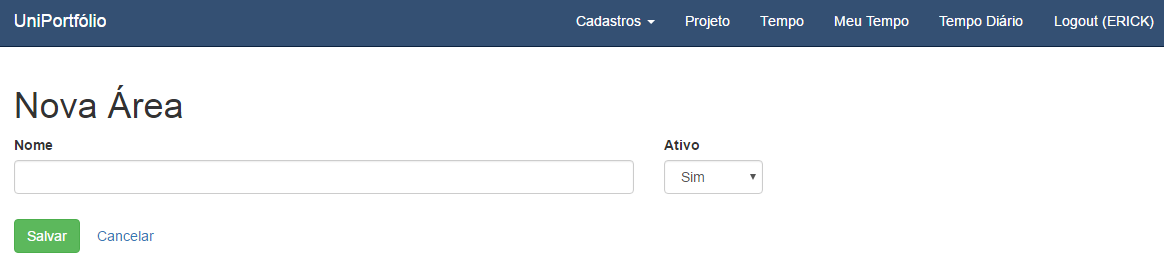 UniPortfólio Cadastros Projeto Tempo Meu Tempo Tempo Diário Logout (ERICK)
Nova Área
Nome Ativo
Sim
Salvar Cancelar